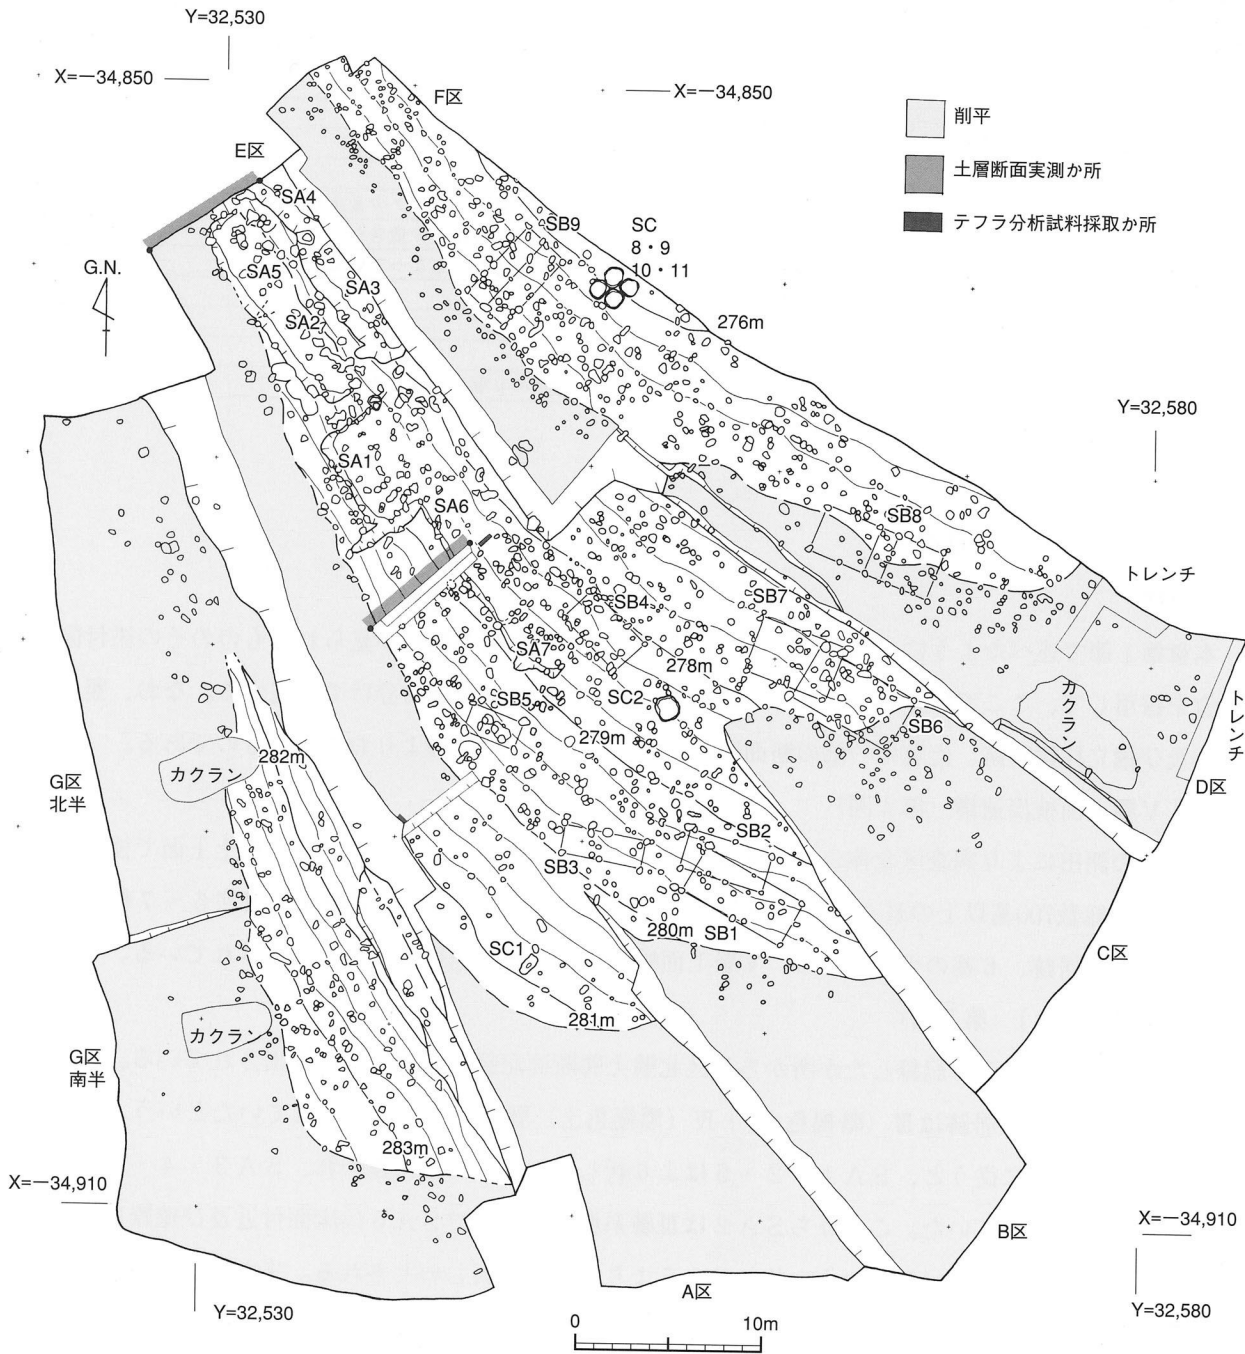 Y=32,530
X=−34,850
X=−34,850
F区
削平
E区
土層断面実測か所
SA4
テフラ分析試料採取か所
SB9
SC
8・9
10・11
G.N.
SA5
SA3
SA2
276m
Y=32,580
SA1
SA6
SB8
トレンチ
SB4
SB7
SA7
278m
SC2
カクラン
トレンチ
SB5
SB6
279m
282m
カクラン
G区
北半
D区
SB2
SB3
280m
SB1
SC1
C区
281m
カクラン
G区
南半
283m
X=−34,910
X=−34,910
B区
A区
Y=32,530
Y=32,580
0
10m